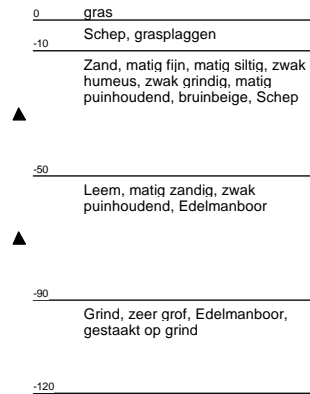 0 gras
Schep, grasplaggen
-10
Zand, matig fijn, matig siltig, zwak
humeus, zwak grindig, matig
puinhoudend, bruinbeige, Schep
-50
Leem, matig zandig, zwak
puinhoudend, Edelmanboor
-90
Grind, zeer grof, Edelmanboor,
gestaakt op grind
-120